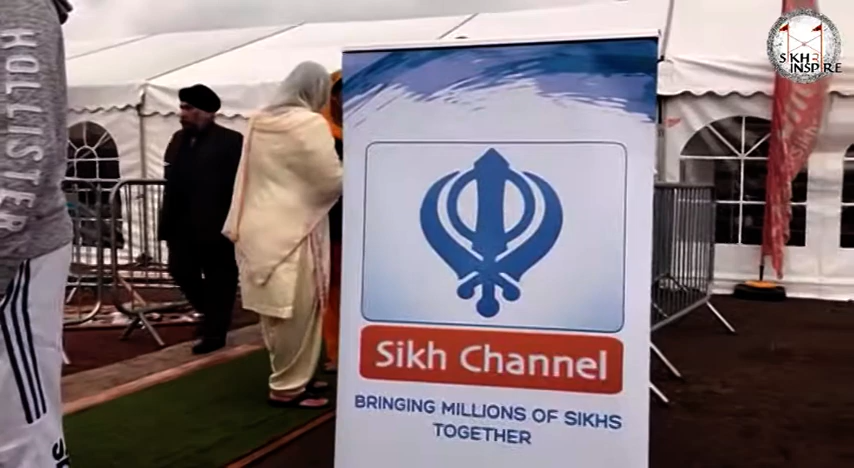 HOLLISTER
SIKH
INSPIRE
Sikh Channel
BRINGING MILLIONS OF SIKHS
TOGETHER